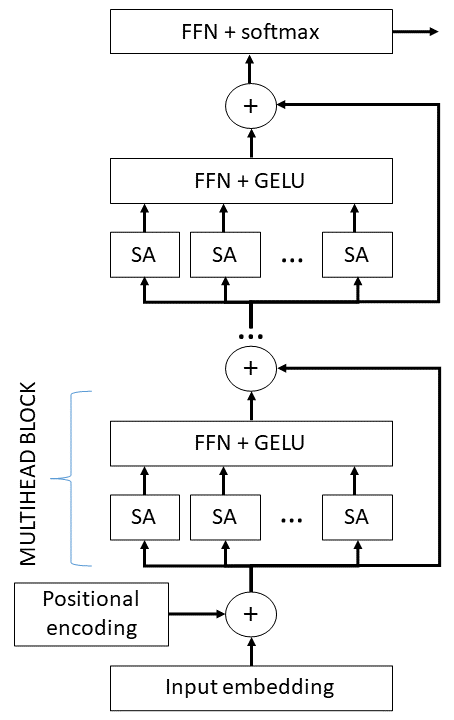 FFN + softmax
+
FFN + GELU
SA
SA
...
SA
...
+
MULTIHEAD BLOCK
FFN + GELU
SA
SA
...
SA
Positional
encoding
+
Input embedding